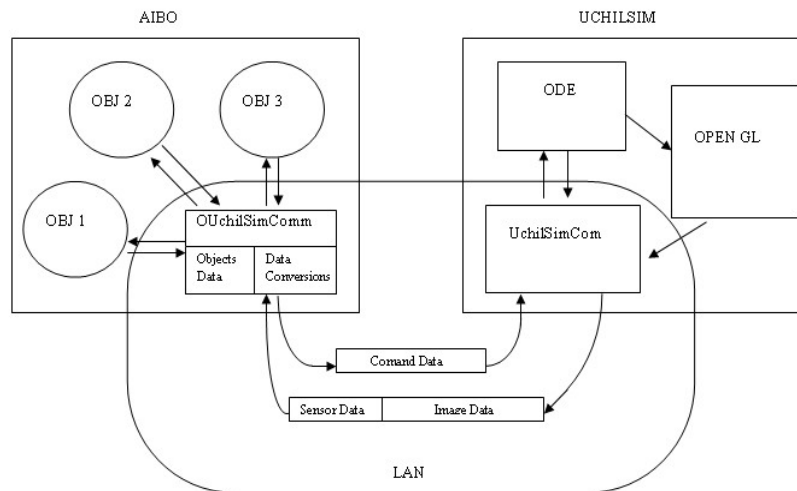 AIBO
UCHILSIM
OBJ 2
OBJ 3
ODE
OPEN GL
OBJ 1
OUchilSimComm
Objects
Data
Data
Conversions
UchilSimCom
Comand Data
Sensor Data
Image Data
LAN